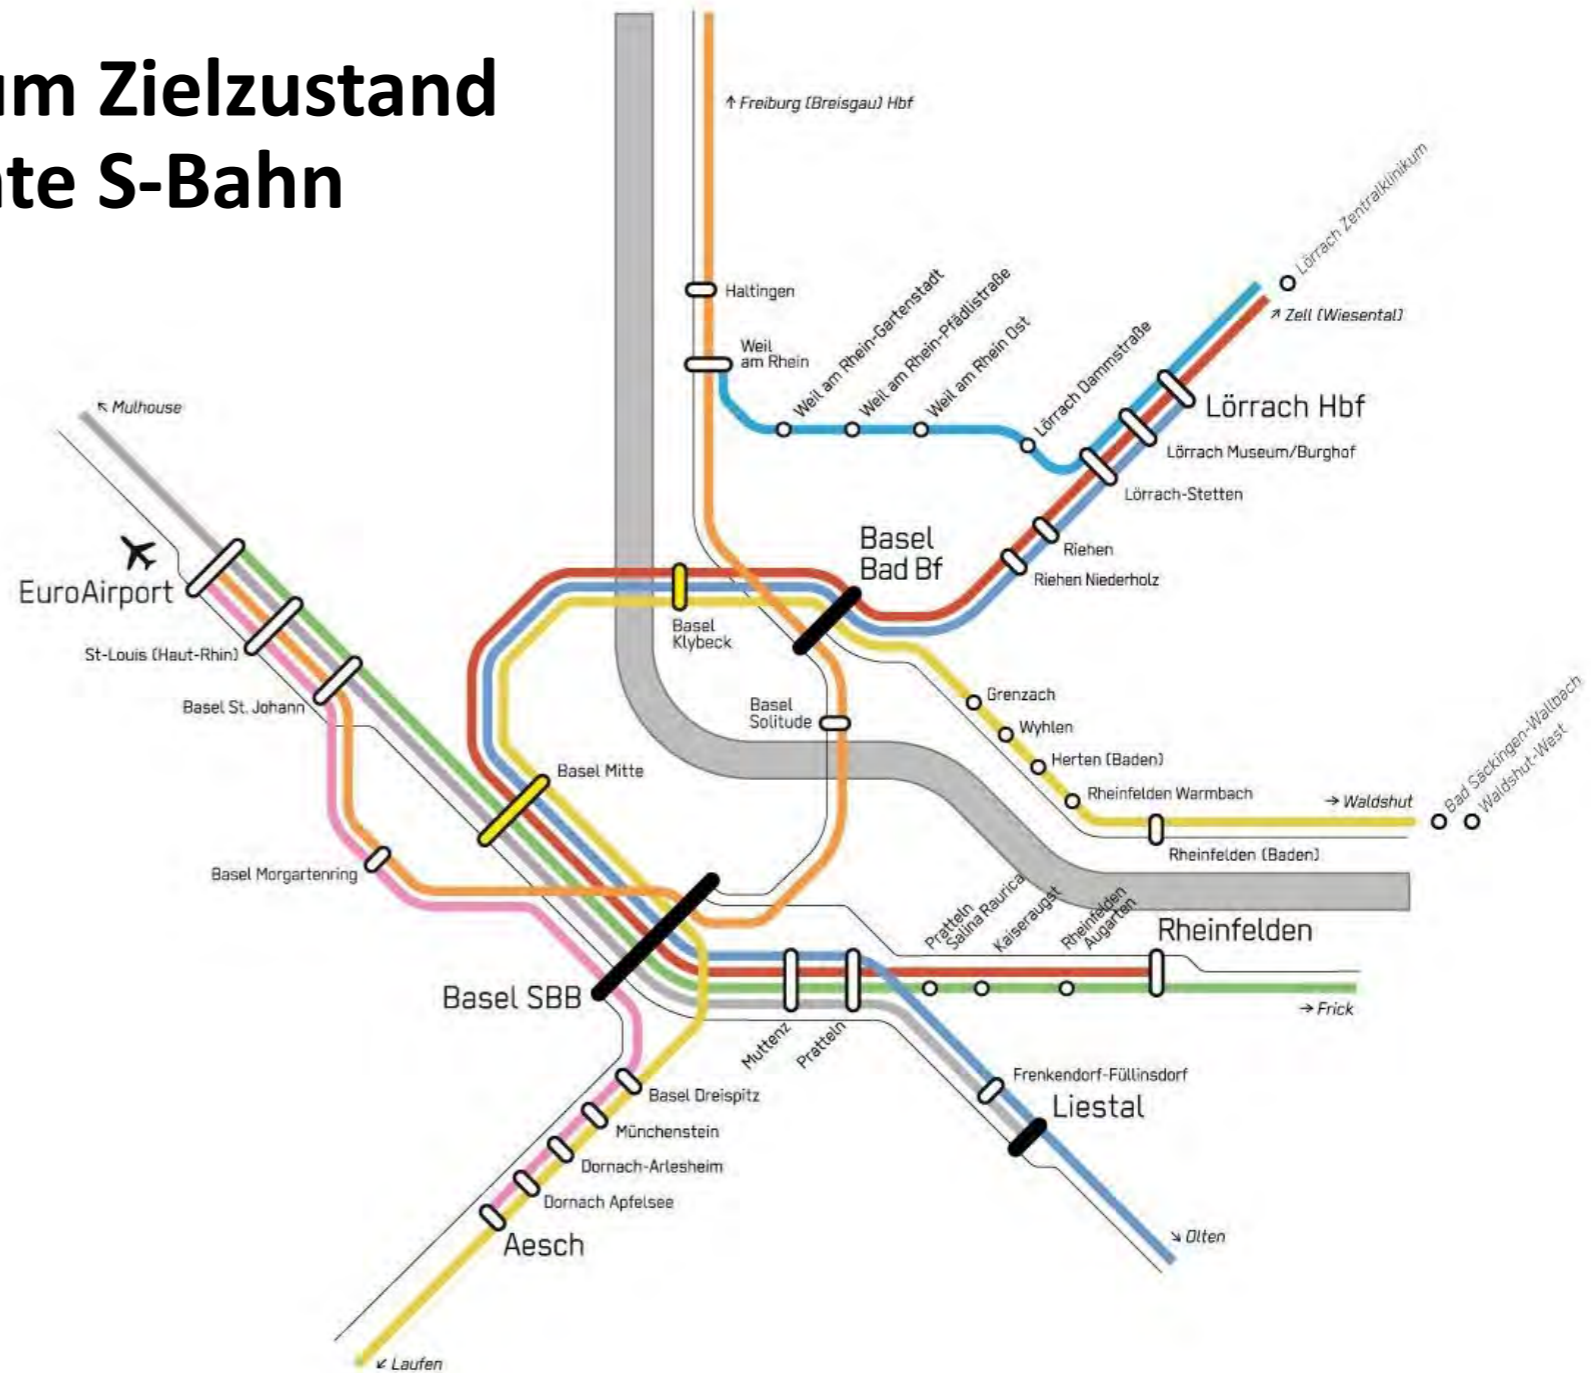 um Zielzustand
nte S-Bahn
↑ Freiburg (Breisgau) Hbf
Lörrach Zentralklinikum
↗ Zell (Wiesental)
Haltingen
Weil
am Rhein
Weil am Rhein-Gartenstadt
Weil am Rhein-Pfädlistraße
Weil am Rhein Ost
Lörrach Dammstraße
Lörrach Hbf
Lörrach Museum/Burghof
Lörrach-Stetten
Riehen
Riehen Niederholz
↖ Mulhouse
EuroAirport
St-Louis (Haut-Rhin)
Basel St. Johann
Basel
Bad Bf
Basel
Klybeck
Basel
Solitude
Grenzach
Wyhlen
Herten (Baden)
Rheinfelden Warmbach
→ Waldshut
Bad Säckingen-Wallbach
Waldshut-West
Rheinfelden (Baden)
Basel Mitte
Basel Morgartenring
Basel SBB
Muttenz
Pratteln
Pratteln
Salina Raurica
Kaiseraugst
Rheinfelden
Augarten
Rheinfelden
→ Frick
Frenkendorf-Füllinsdorf
Liestal
↘ Olten
Basel Dreispitz
Münchenstein
Dornach-Arlesheim
Dornach Apfelsee
Aesch
↙ Laufen